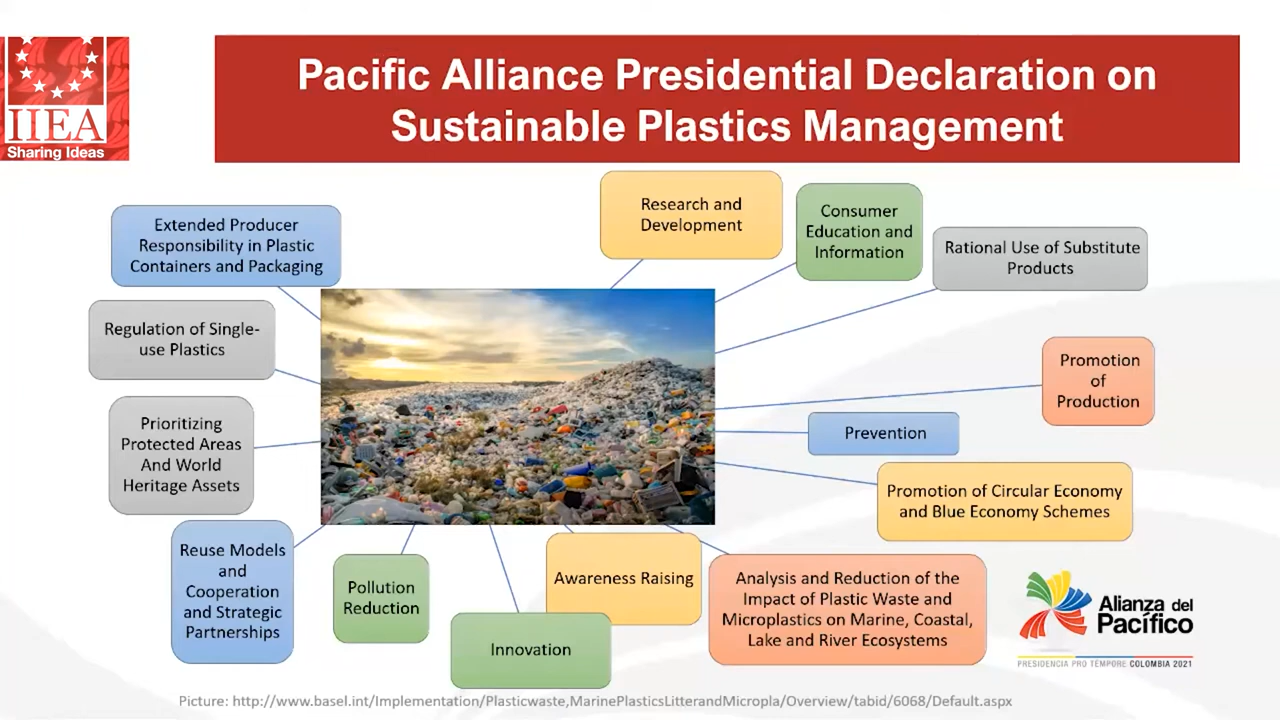 IIEA
Sharing Ideas
Pacific Alliance Presidential Declaration on
Sustainable Plastics Management
Extended Producer
Responsibility in Plastic
Containers and Packaging
Regulation of Single-
use Plastics
Prioritizing
Protected Areas
And World
Heritage Assets
Reuse Models
and
Cooperation
and Strategic
Partnerships
Pollution
Reduction
Innovation
Awareness Raising
Research and
Development
Consumer
Education and
Information
Rational Use of Substitute
Products
Promotion
of
Production
Prevention
Promotion of Circular Economy
and Blue Economy Schemes
Analysis and Reduction of the
Impact of Plastic Waste and
Microplastics on Marine, Coastal,
Lake and River Ecosystems
Alianza del
Pacífico
PRESIDENCIA PRO TÉMPORE COLOMBIA 2021
Picture: http://www.basel.int/Implementation/Plasticwaste,MarinePlasticsLitterandMicropla/Overview/tabid/6068/Default.aspx